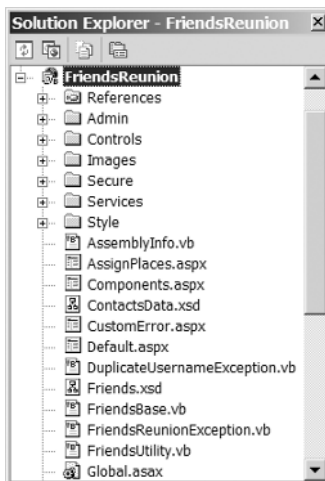 Solution Explorer - FriendsReunion
FriendsReunion
References
Admin
Controls
Images
Secure
Services
Style
AssemblyInfo.vb
AssignPlaces.aspx
Components.aspx
ContactsData.xsd
CustomError.aspx
Default.aspx
DuplicateUsernameException.vb
Friends.xsd
FriendsBase.vb
FriendsReunionException.vb
FriendsUtility.vb
Global.asax